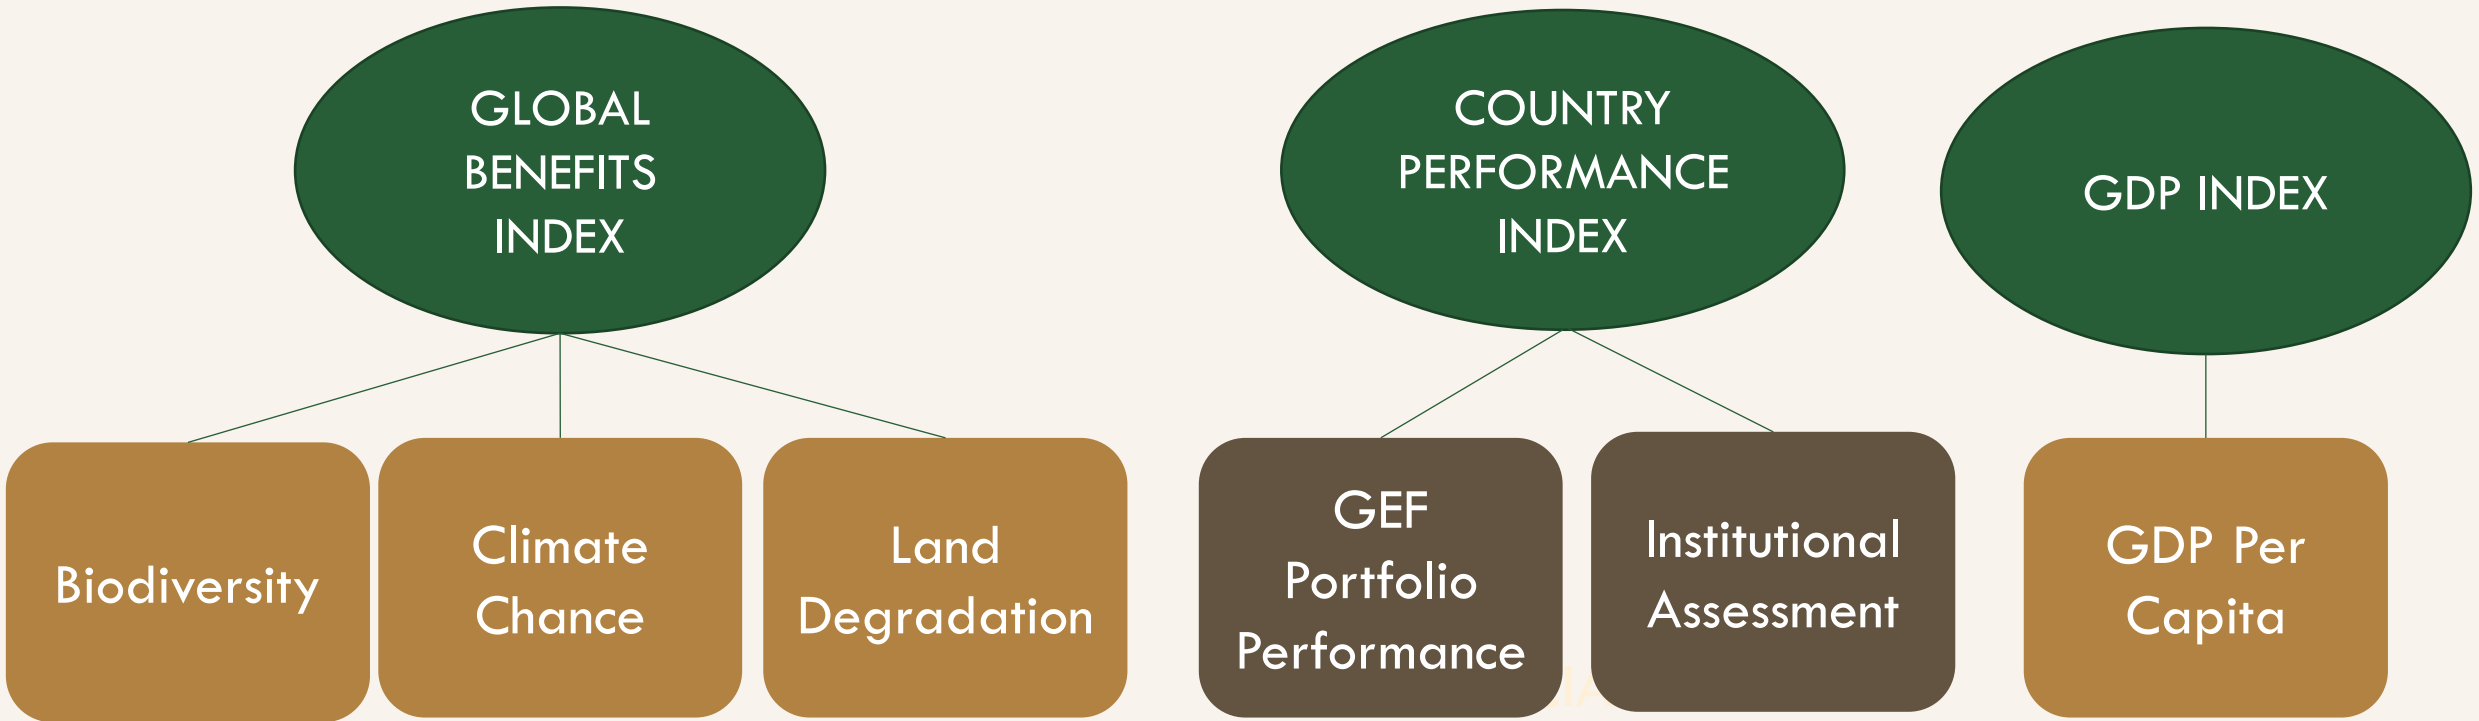 GLOBAL
BENEFITS
INDEX
COUNTRY
PERFORMANCE
INDEX
GDP INDEX
Biodiversity
Climate
Chance
Land
Degradation
GEF
Portfolio
Performance
Institutional
Assessment
GDP Per
Capita